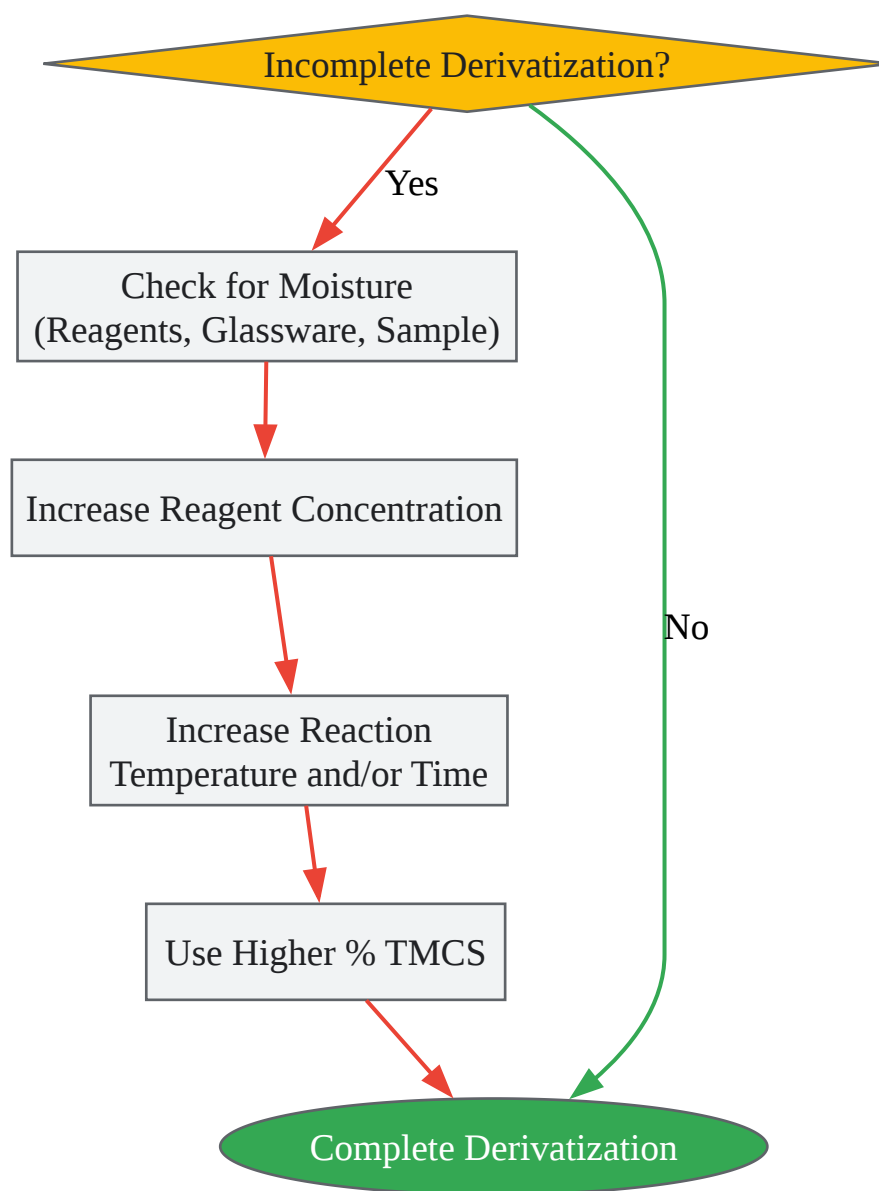 Incomplete Derivatization?
Yes
Check for Moisture
(Reagents, Glassware, Sample)
Increase Reagent Concentration
No
Increase Reaction
Temperature and/or Time
Use Higher % TMCS
Complete Derivatization